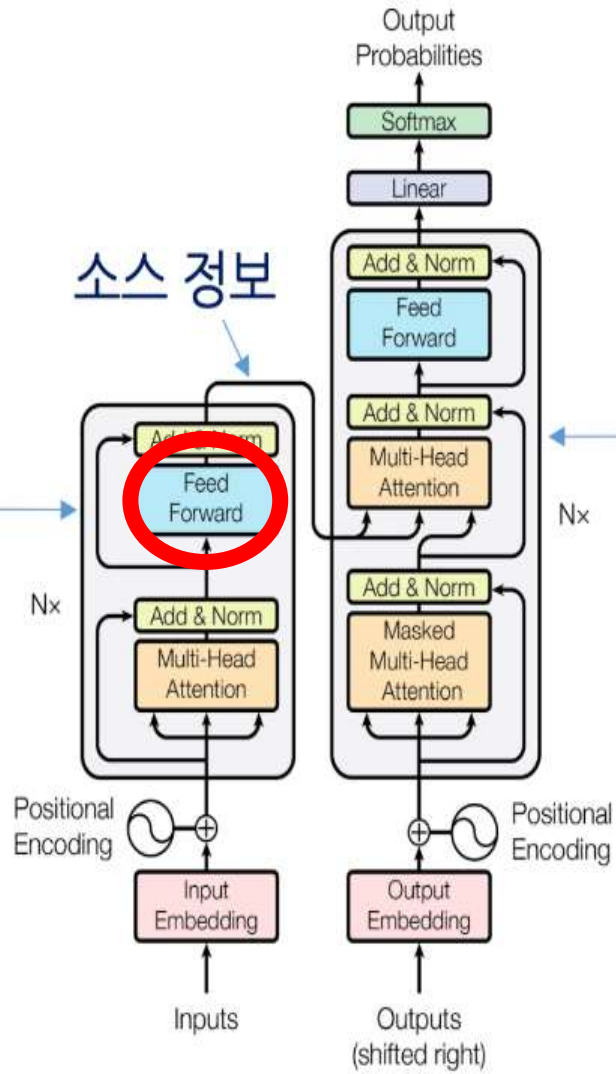 Output
Probabilities
Softmax
Linear
Add & Norm
Feed
Forward
소스 정보
Add & Norm
Multi-Head
Attention
Nx
Add & Norm
Masked
Multi-Head
Attention
Add & Norm
Feed
Forward
Nx
Add & Norm
Multi-Head
Attention
Positional
Encoding
Positional
Encoding
Input
Embedding
Output
Embedding
Inputs
Outputs
(shifted right)